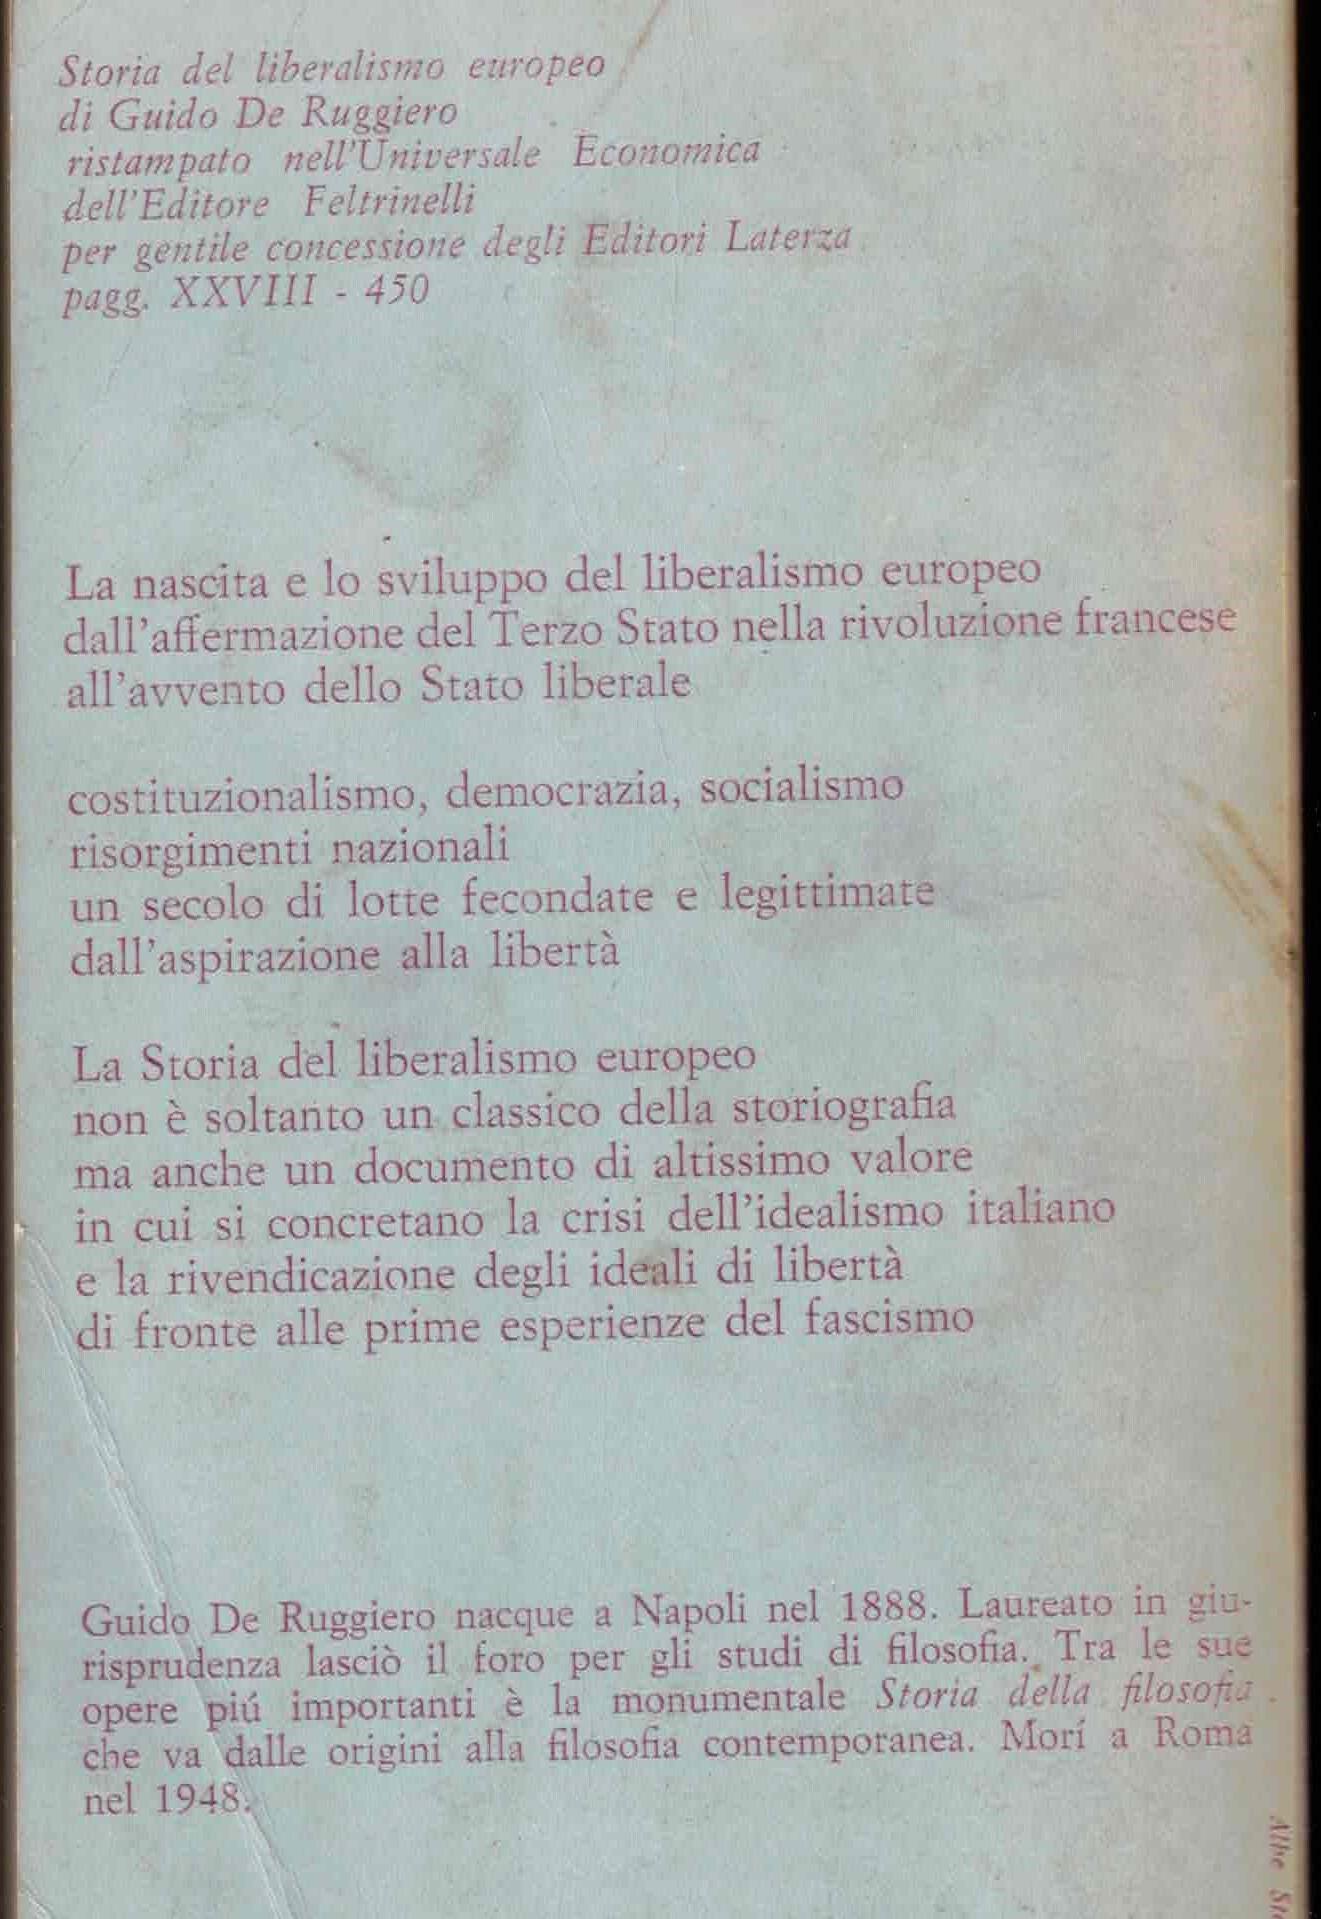 Storia del liberalismo europeo
di Guido De Ruggiero
ristampato nell'Universale Economica
dell'Editore Feltrinelli
per gentile concessione degli Editori Laterza
pagg. XXVIII - 450
La nascita e lo sviluppo del liberalismo europeo
dall'affermazione del Terzo Stato nella rivoluzione francese
all'avvento dello Stato liberale
costituzionalismo, democrazia, socialismo
risorgimenti nazionali
un secolo di lotte fecondate e legittimate
dall'aspirazione alla libertà
La Storia del liberalismo europeo
non è soltanto un classico della storiografia
ma anche un documento di altissimo valore
in cui si concretano la crisi dell'idealismo italiano
e la rivendicazione degli ideali di libertà
di fronte alle prime esperienze del fascismo
Guido De Ruggiero nacque a Napoli nel 1888. Laureato in giu-
risprudenza lasciò il foro per gli studi di filosofia. Tra le sue
opere piú importanti è la monumentale Storia della filosofia
che va dalle origini alla filosofia contemporanea. Morí a Roma
nel 1948.
Albe